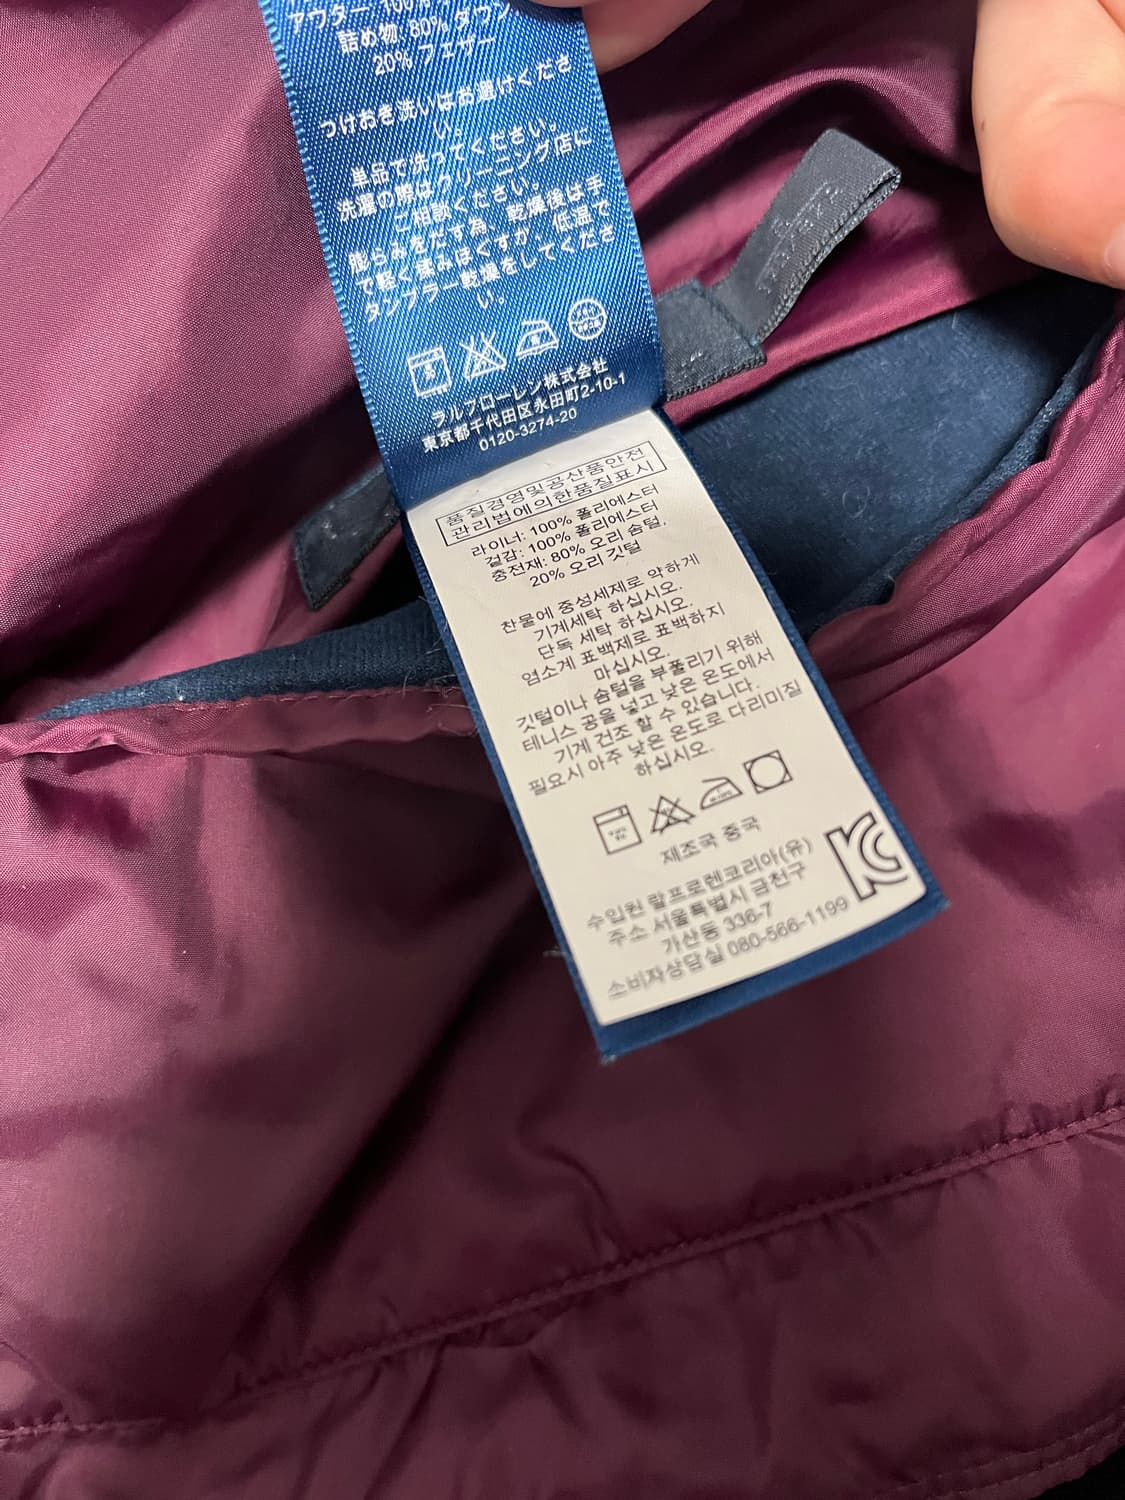 アウター 100%
詰め物 80% ダウン
20% フェザー
つけおき洗いはお避けくださ
い。
単品で洗ってください。
洗濯の際はクリーニング店に
ご相談ください。
膨らみをだす為、乾燥後は手
で軽く揉みほぐすか、低温で
タンブラー乾燥をしてくださ
い。
ラルフローレン株式会社
東京都千代田区永田町2-10-1
0120-3274-20
품질경영및공산품안전
관리법에의한품질표시
라이너: 100% 폴리에스터
겉감: 100% 폴리에스터
충전재: 80% 오리 솜털,
20% 오리 깃털
찬물에 중성세제로 약하게
기계세탁 하십시오.
단독 세탁 하십시오.
염소계 표백제로 표백하지
마십시오.
깃털이나 솜털을 부풀리기 위해
테니스 공을 넣고 낮은 온도에서
기계 건조 할 수 있습니다.
필요시 아주 낮은 온도로 다리미질
하십시오.
제조국 중국
수입원 랄프로렌코리아(유)
주소 서울특별시 금천구
가산동 336-7
소비자상담실 080-566-1199